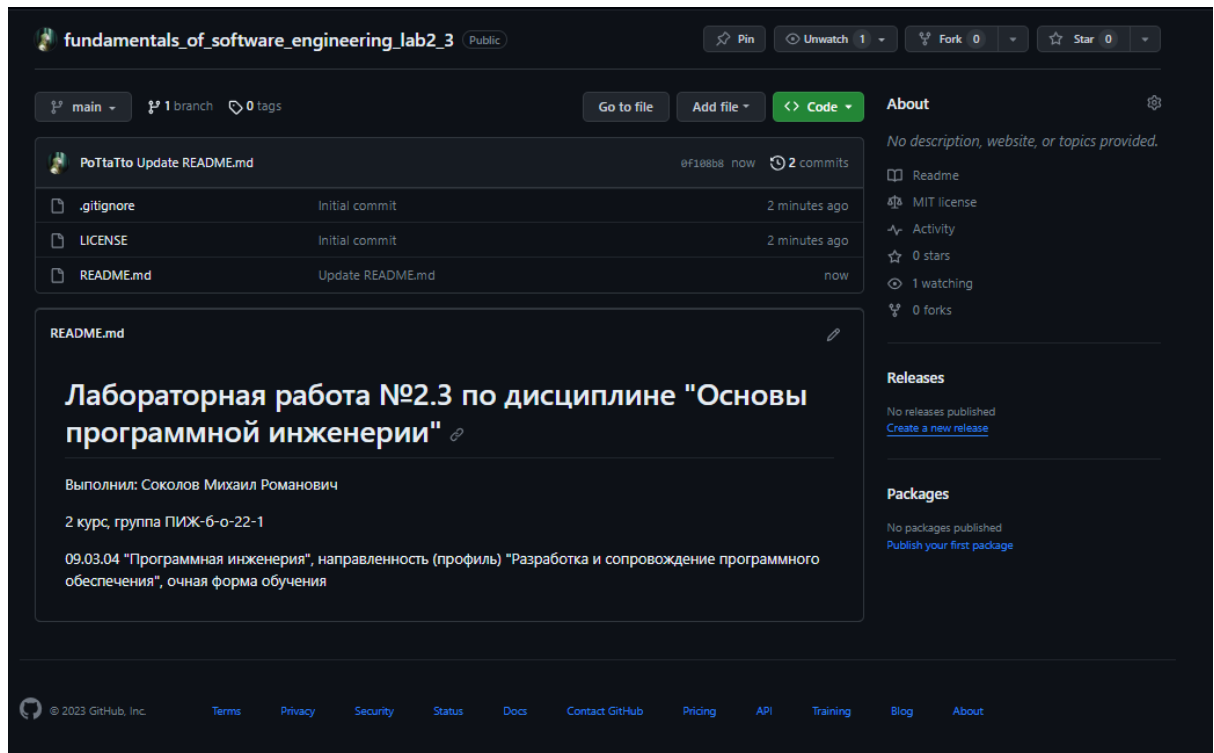 fundamentals_of_software_engineering_lab2_3 Public
Pin
Unwatch 1
Fork 0
Star 0
main
1 branch
0 tags
Go to file
Add file
<> Code
PoTtaTto Update README.md
0f108b8 now
2 commits
.gitignore
Initial commit
2 minutes ago
LICENSE
Initial commit
2 minutes ago
README.md
Update README.md
now
README.md
Лабораторная работа №2.3 по дисциплине "Основы
программной инженерии"
Выполнил: Соколов Михаил Романович
2 курс, группа ПИЖ-б-о-22-1
09.03.04 "Программная инженерия", направленность (профиль) "Разработка и сопровождение программного
обеспечения", очная форма обучения
About
No description, website, or topics provided.
Readme
MIT license
Activity
0 stars
1 watching
0 forks
Releases
No releases published
Create a new release
Packages
No packages published
Publish your first package
© 2023 GitHub, Inc.
Terms
Privacy
Security
Status
Docs
Contact GitHub
Pricing
API
Training
Blog
About